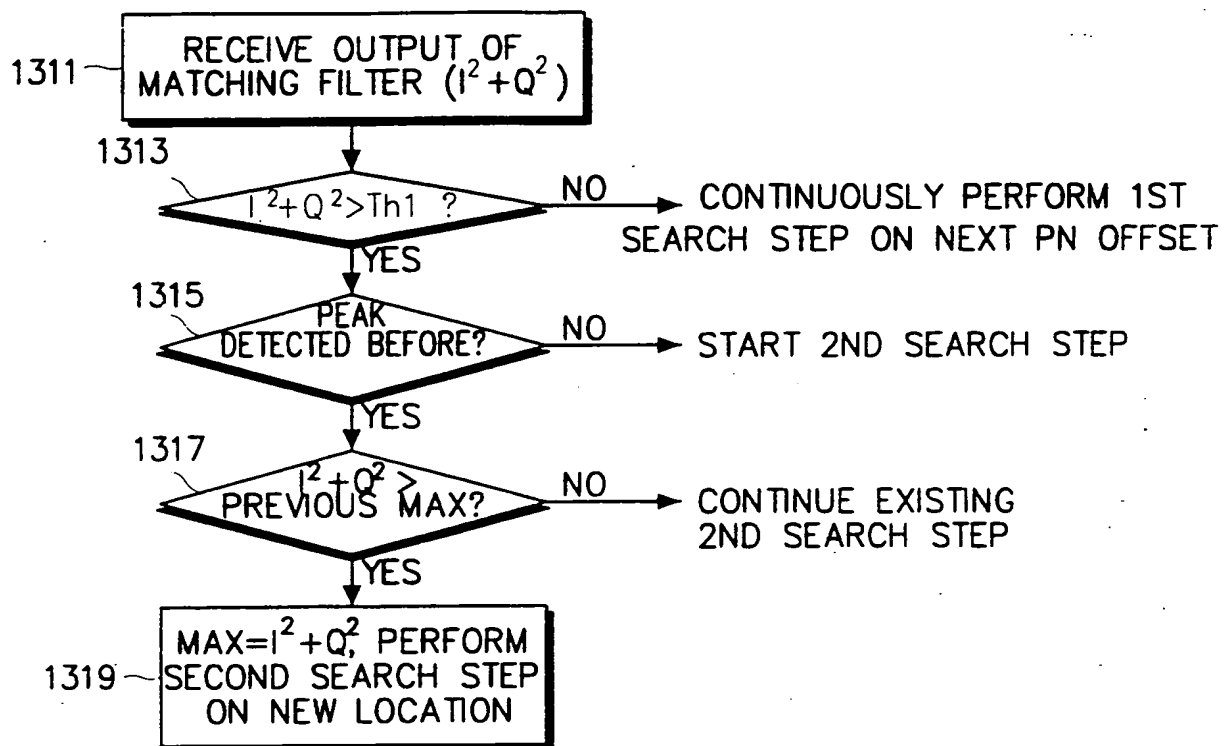 RECEIVE OUTPUT OF
MATCHING FILTER (I²+Q²)
1311
1313
I²+Q²>Th1 ?
NO
CONTINUOUSLY PERFORM 1ST
SEARCH STEP ON NEXT PN OFFSET
YES
1315
PEAK
DETECTED BEFORE?
NO
START 2ND SEARCH STEP
YES
1317
I²+Q² >
PREVIOUS MAX?
NO
CONTINUE EXISTING
2ND SEARCH STEP
YES
MAX=I²+Q², PERFORM
SECOND SEARCH STEP
ON NEW LOCATION
1319